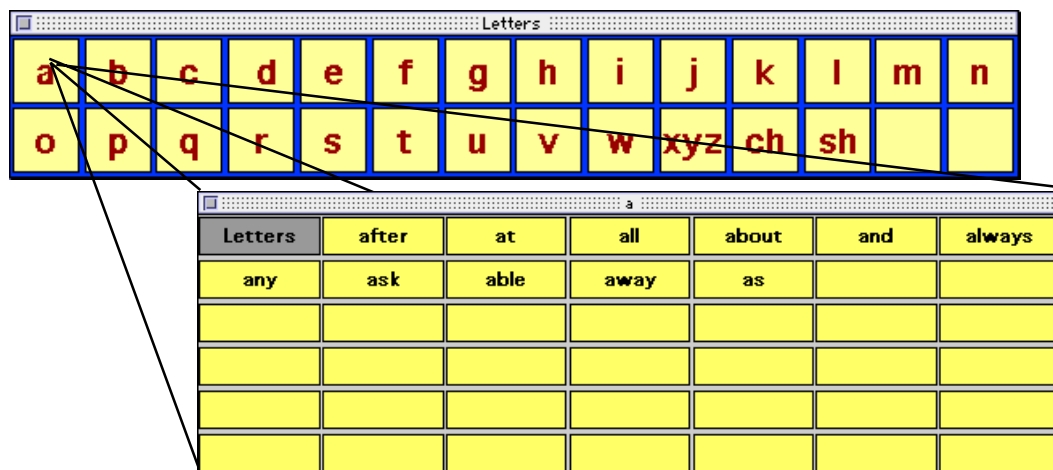 Letters
a b c d e f g h i j k l m n
o p q r s t u v w xyz ch sh
a
Letters after at all about and always
any ask able away as